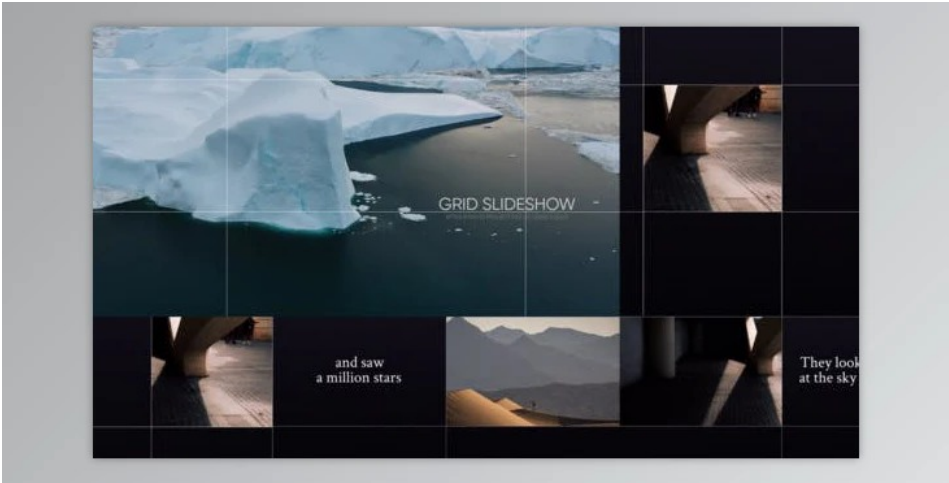 GRID SLIDESHOW
and saw
a million stars
They look
at the sky